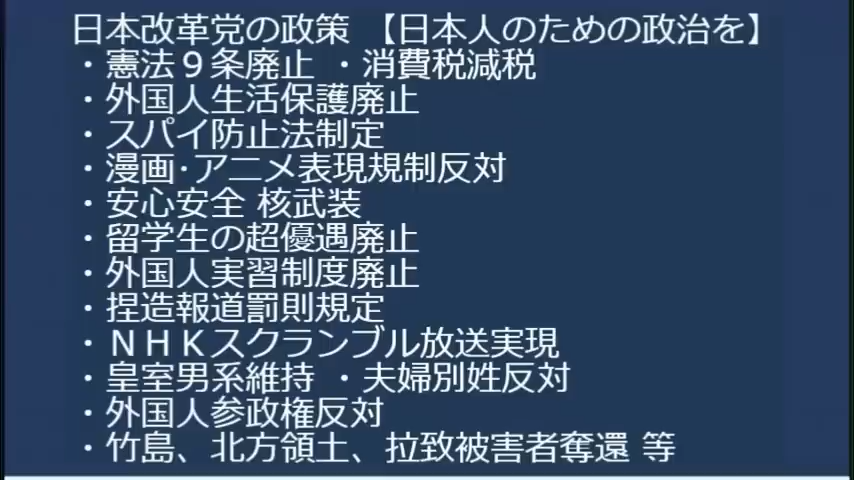 日本改革党の政策 【日本人のための政治を】
・憲法９条廃止 ・消費税減税
・外国人生活保護廃止
・スパイ防止法制定
・漫画･アニメ表現規制反対
・安心安全 核武装
・留学生の超優遇廃止
・外国人実習制度廃止
・捏造報道罰則規定
・ＮＨＫスクランブル放送実現
・皇室男系維持 ・夫婦別姓反対
・外国人参政権反対
・竹島、北方領土、拉致被害者奪還 等